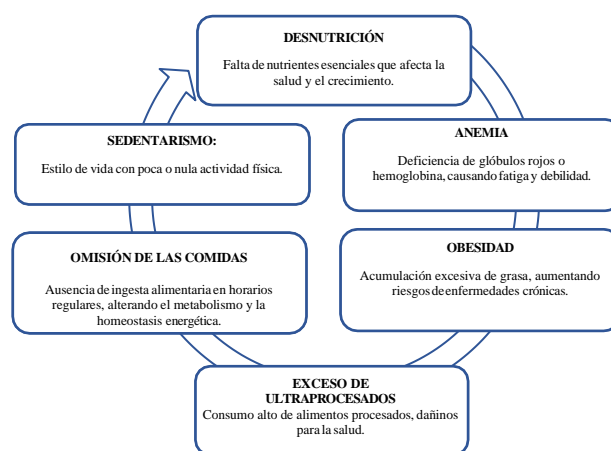 DESNUTRICIÓN
Falta de nutrientes esenciales que afecta la
salud y el crecimiento.
ANEMIA
Deficiencia de glóbulos rojos o
hemoglobina, causando fatiga y debilidad.
OBESIDAD
Acumulación excesiva de grasa, aumentando
riesgos de enfermedades crónicas.
EXCESO DE
ULTRAPROCESADOS
Consumo alto de alimentos procesados, dañinos
para la salud.
OMISIÓN DE LAS COMIDAS
Ausencia de ingesta alimentaria en horarios
regulares, alterando el metabolismo y la
homeostasis energética.
SEDENTARISMO:
Estilo de vida con poca o nula actividad física.